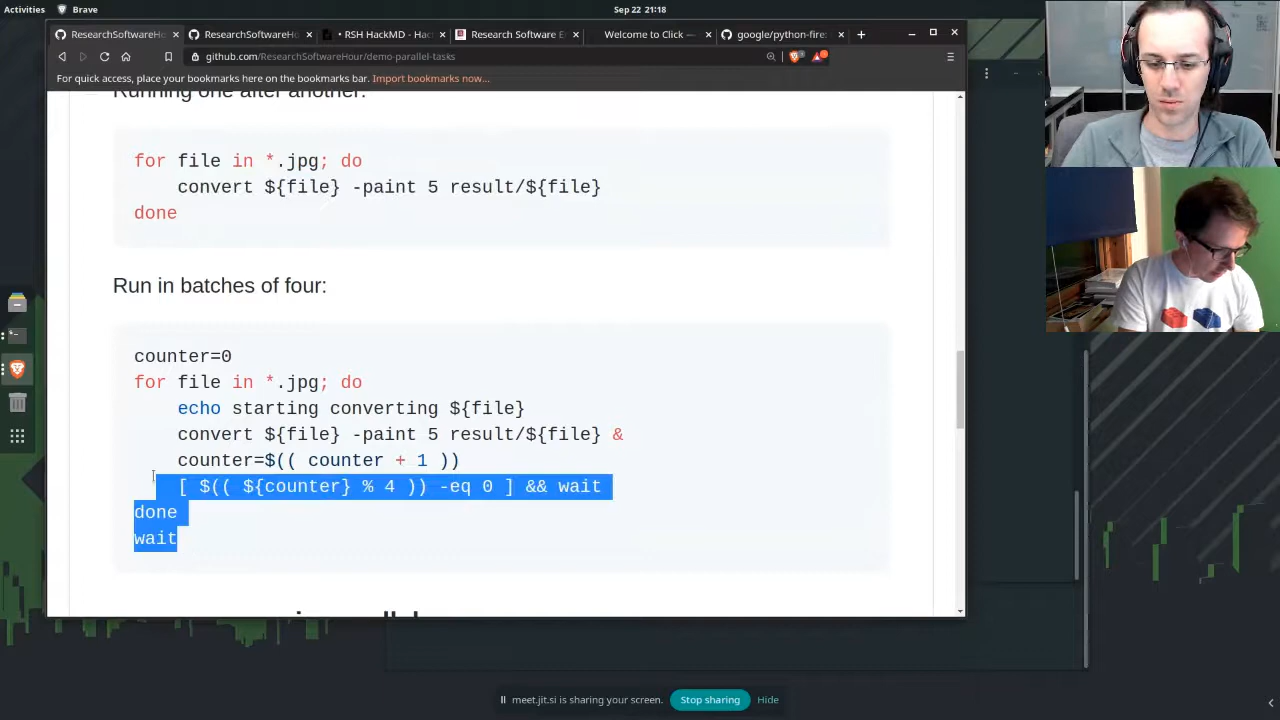 Activities
Brave
Sep 22 21:18
ResearchSoftwareHo
ResearchSoftwareHo
• RSH HackMD - Hac
Research Software E
Welcome to Click —
google/python-fire:
github.com/ResearchSoftwareHour/demo-parallel-tasks
For quick access, place your bookmarks here on the bookmarks bar. Import bookmarks now...
Running one after another:
for file in *.jpg; do
convert ${file} -paint 5 result/${file}
done
Run in batches of four:
counter=0
for file in *.jpg; do
echo starting converting ${file}
convert ${file} -paint 5 result/${file} &
counter=$(( counter + 1 ))
[ $(( ${counter} % 4 )) -eq 0 ] && wait
done
wait
meet.jit.si is sharing your screen.
Stop sharing
Hide